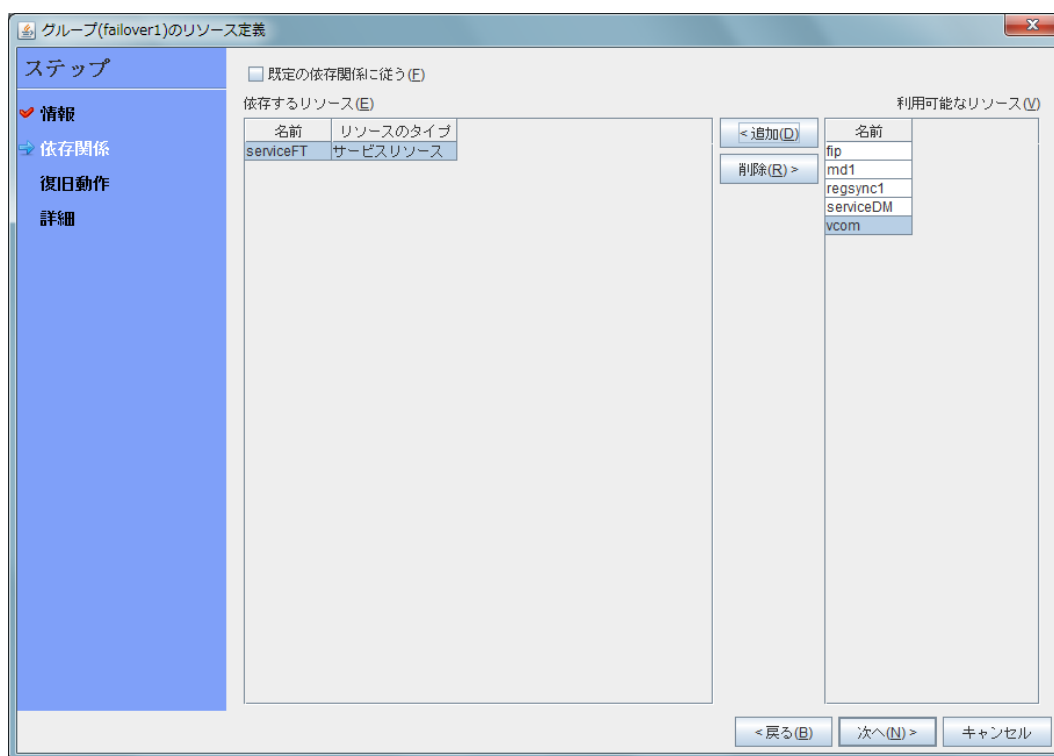 グループ(failover1)のリソース定義
ステップ
情報
依存関係
復旧動作
詳細
既定の依存関係に従う(F)
依存するリソース(E)
名前 リソースのタイプ
serviceFT サービスリソース
<追加(D)
削除(R) >
利用可能なリソース(V)
名前
fip
md1
regsync1
serviceDM
vcom
<戻る(B)
次へ(N) >
キャンセル